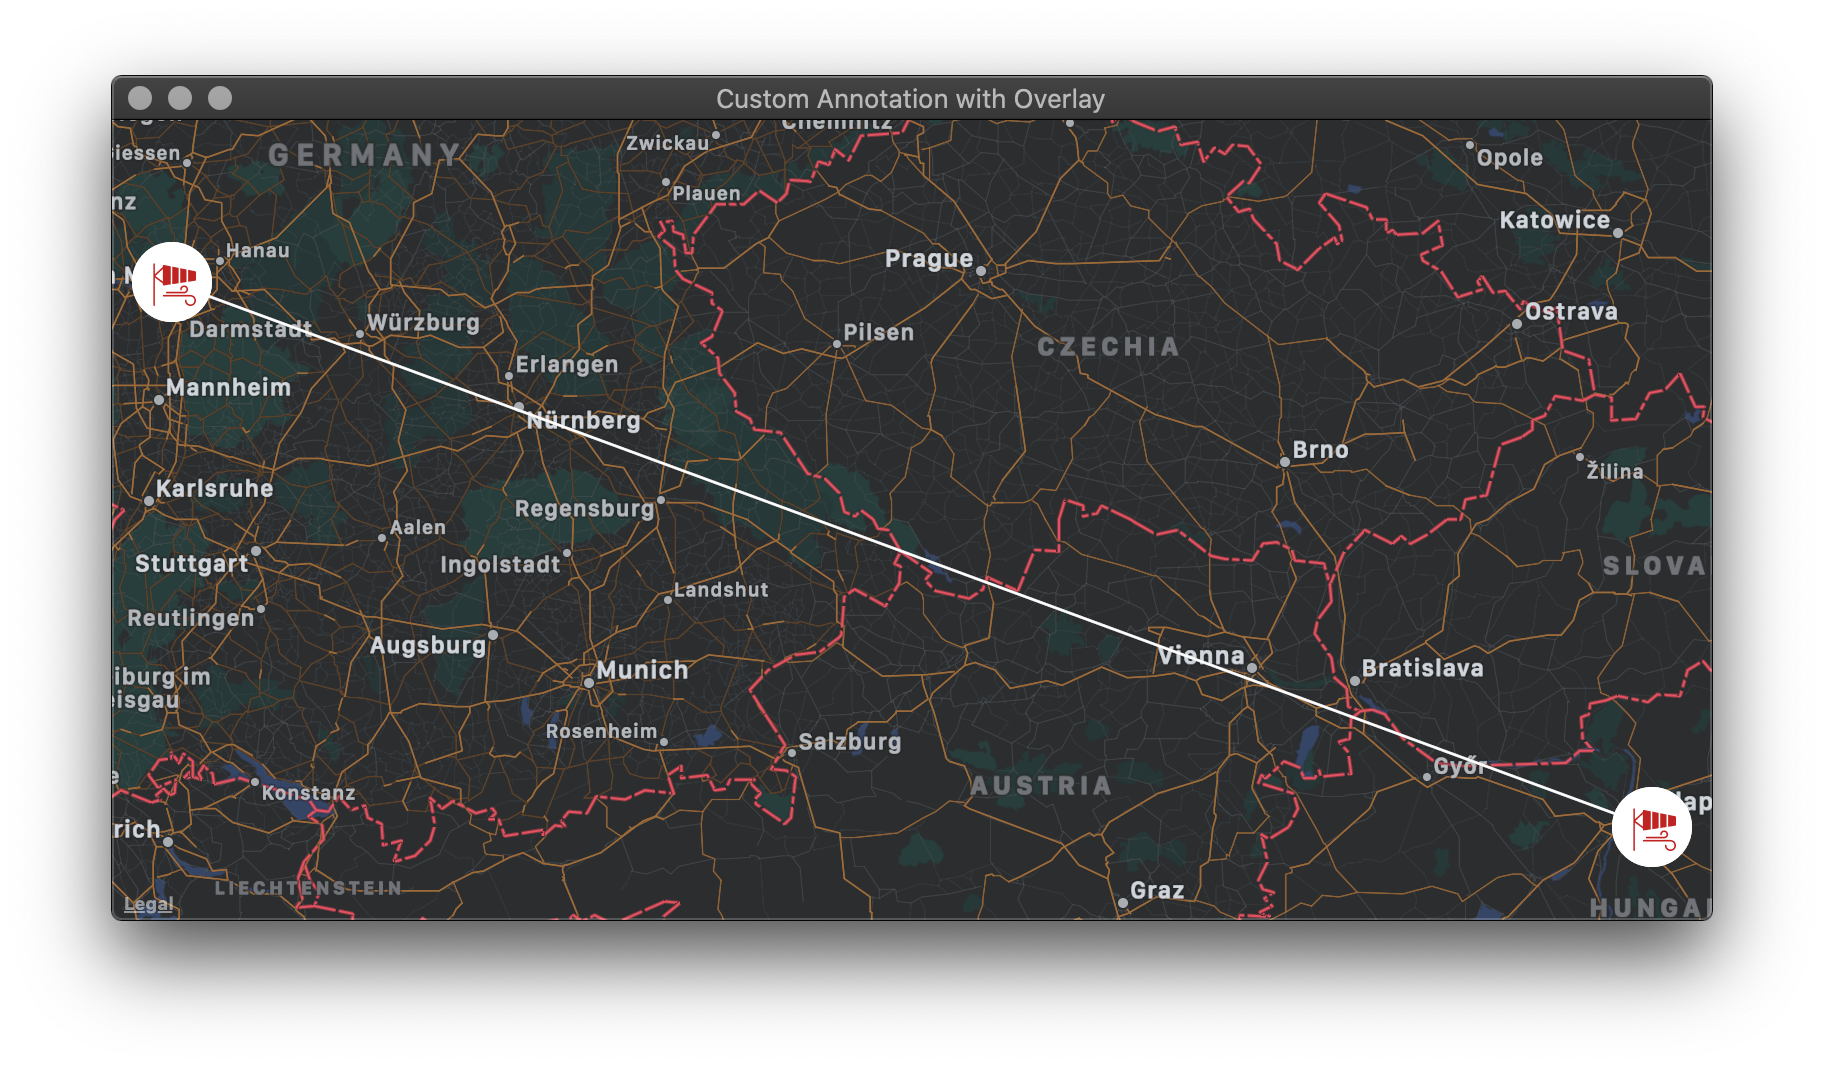 Custom Annotation with Overlay
Chemnitz
Zwickau
GERMANY
Giessen
Opole
Plauen
nz
Katowice
Hanau
Prague
Ostrava
Darmstadt
Würzburg
Pilsen
CZECHIA
Erlangen
Mannheim
Nürnberg
Brno
Žilina
Karlsruhe
Regensburg
Aalen
Stuttgart
Ingolstadt
SLOVA
Landshut
Reutlingen
Augsburg
Vienna
Munich
Bratislava
iburg im
eisgau
Rosenheim
Salzburg
Győr
e
AUSTRIA
Konstanz
ap
rich
LIECHTENSTEIN
Graz
Legal
HUNGA